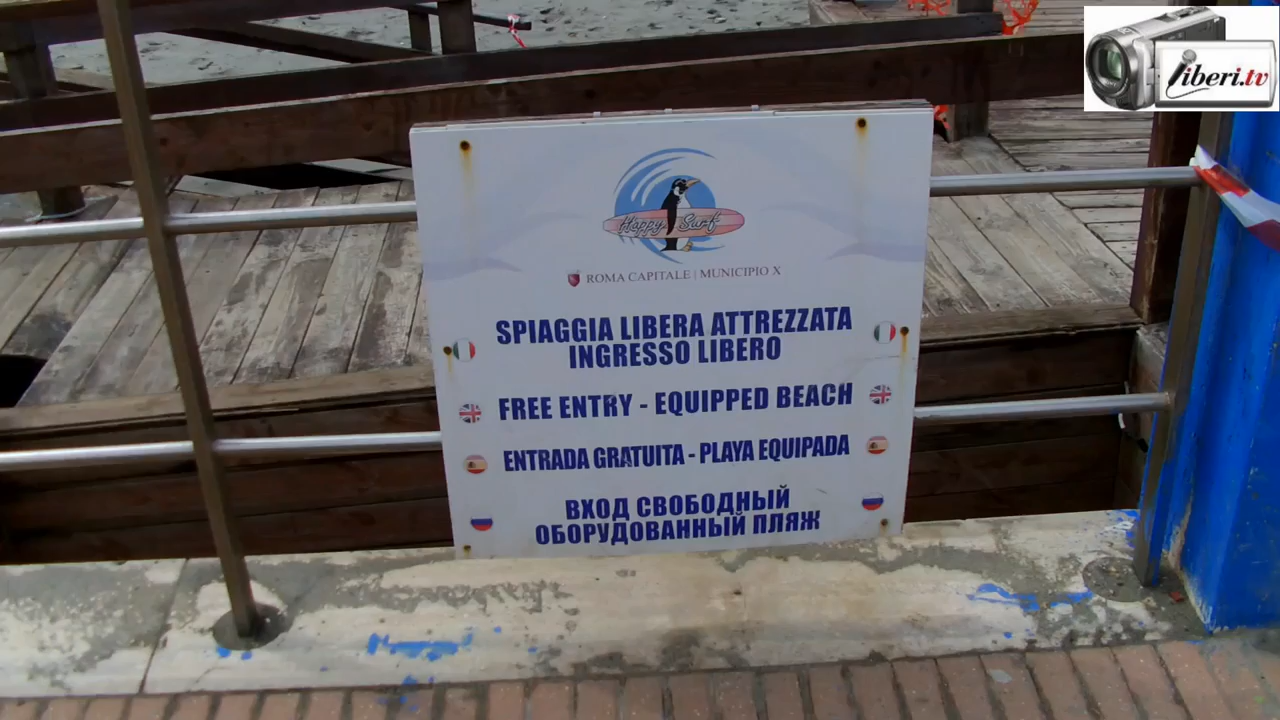 liberi.tv
Happy Surf
ROMA CAPITALE | MUNICIPIO X
SPIAGGIA LIBERA ATTREZZATA
INGRESSO LIBERO
FREE ENTRY - EQUIPPED BEACH
ENTRADA GRATUITA - PLAYA EQUIPADA
ВХОД СВОБОДНЫЙ
ОБОРУДОВАННЫЙ ПЛЯЖ